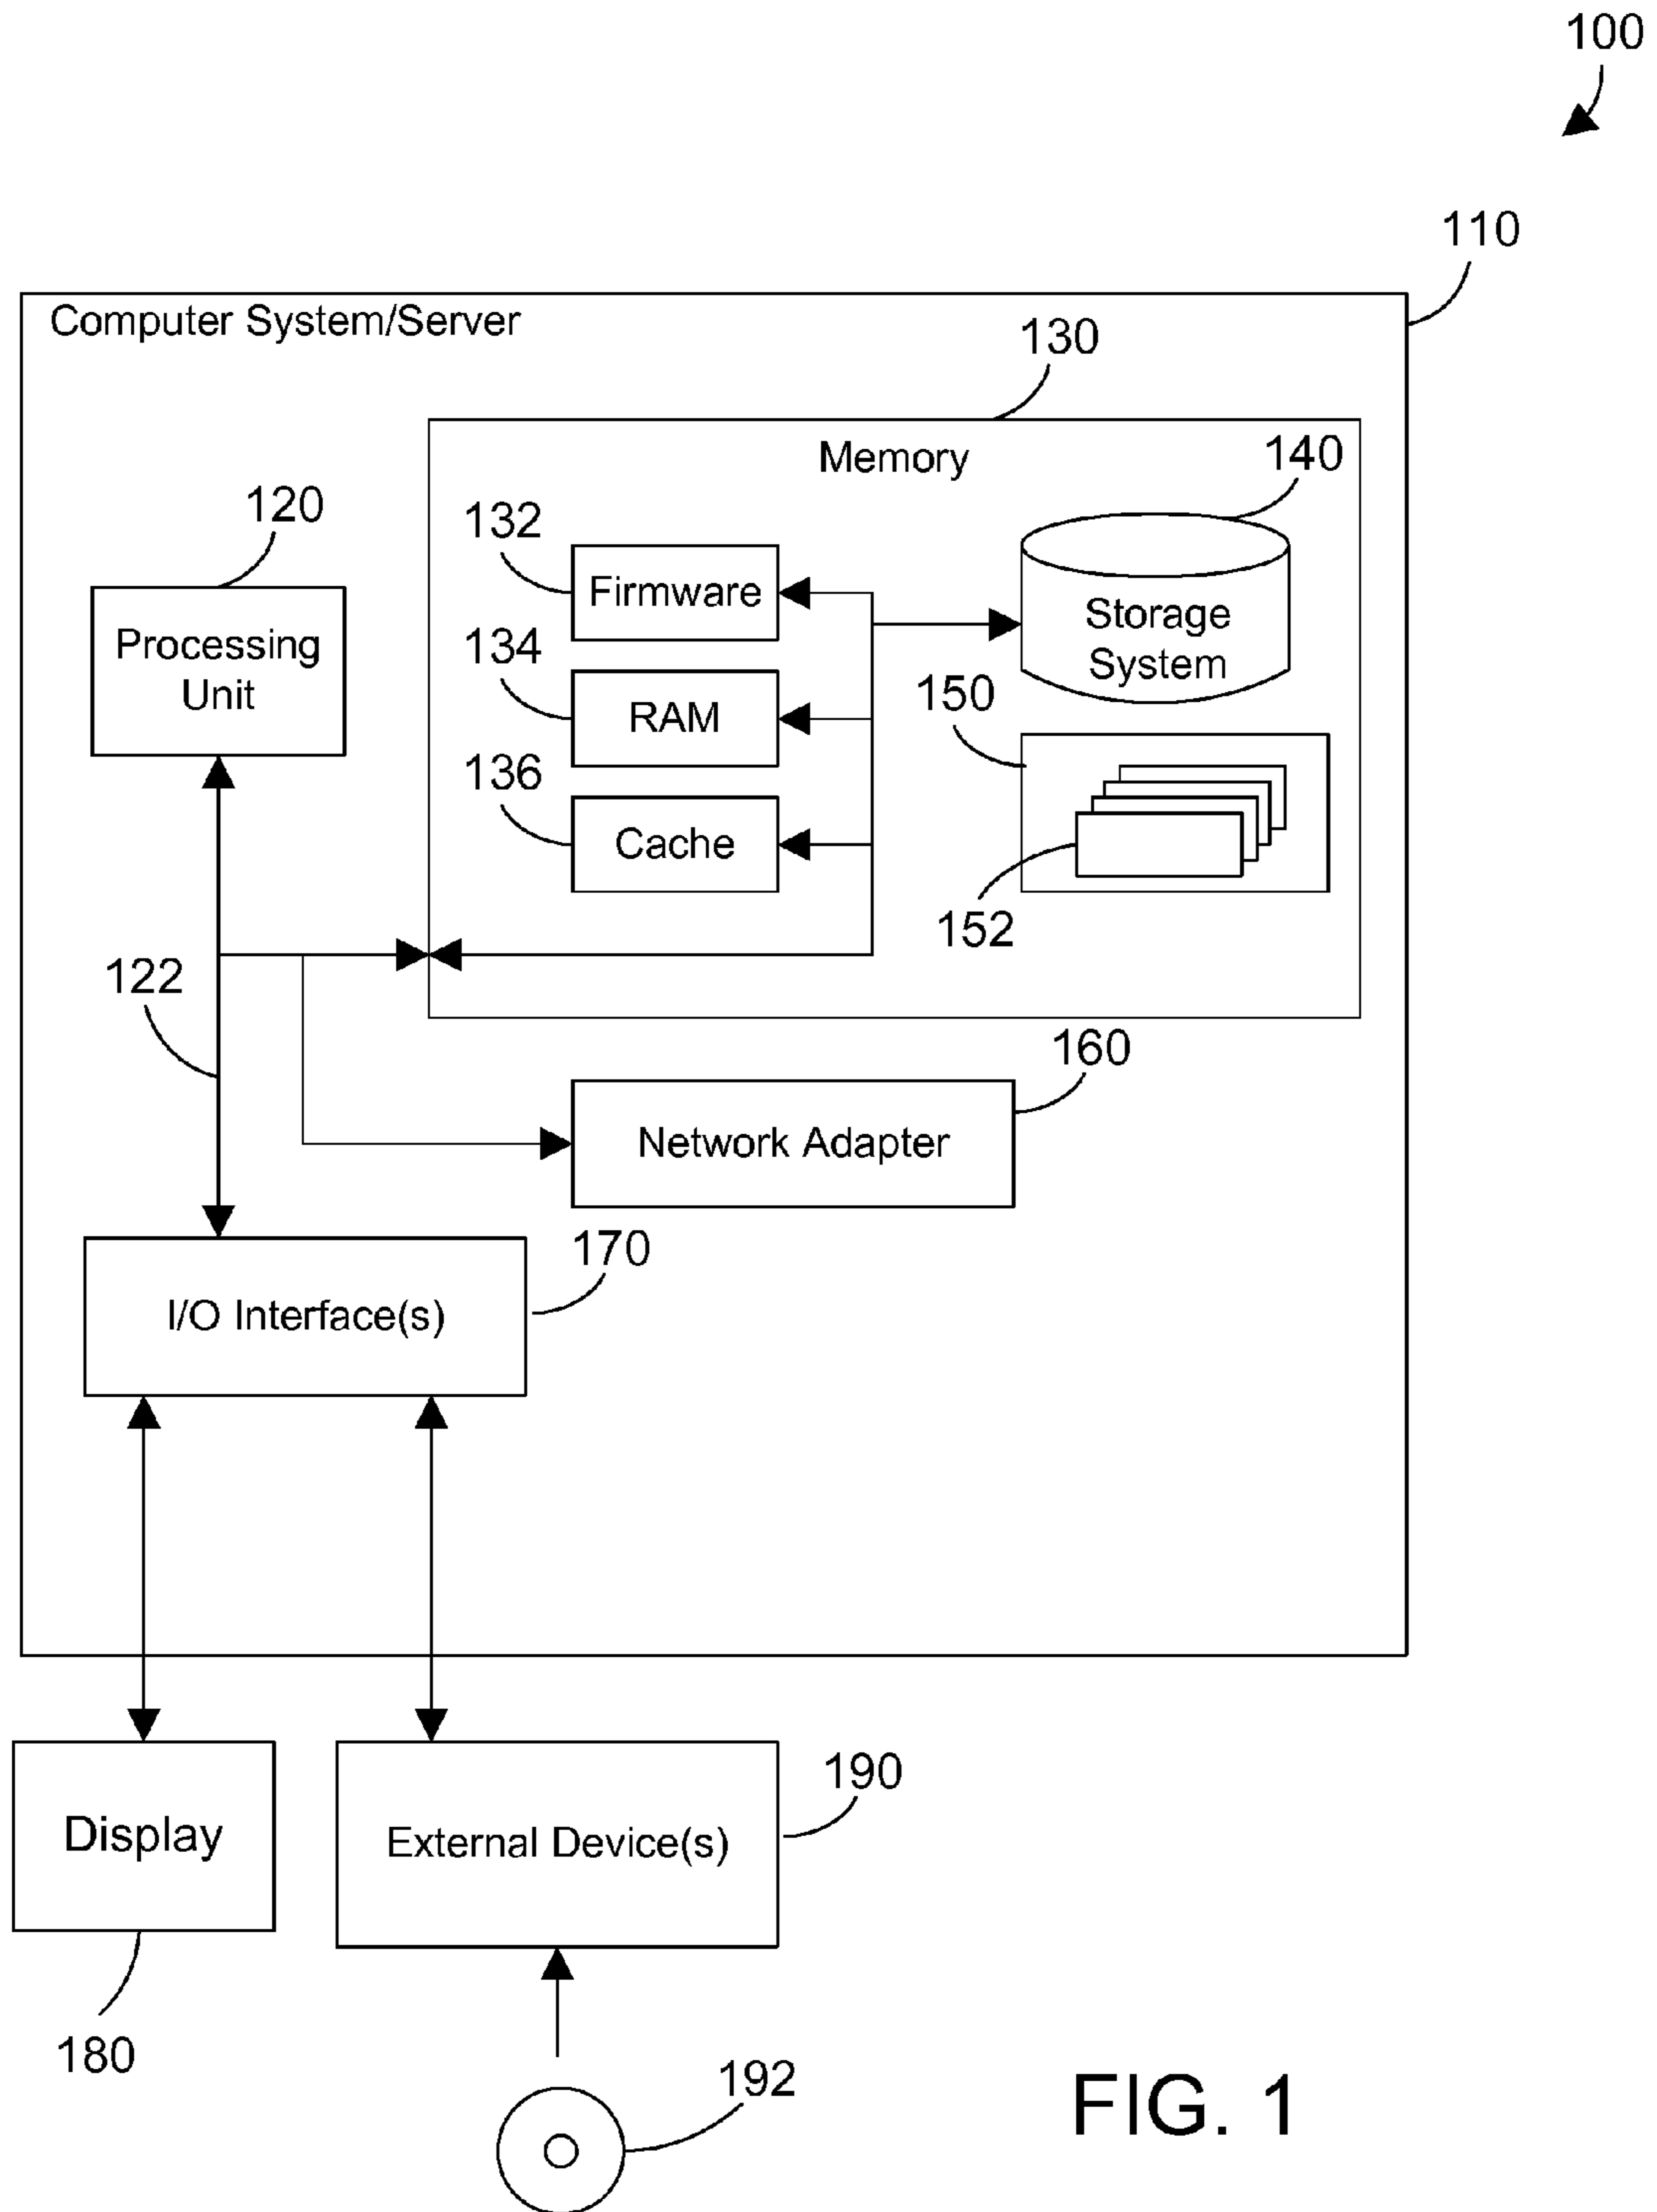 100
110
Computer System/Server
130
Memory
140
120
132
Firmware
Processing
Unit
Storage
System
134
RAM
150
136
Cache
152
122
160
Network Adapter
170
I/O Interface(s)
190
Display
External Device(s)
180
192
FIG. 1